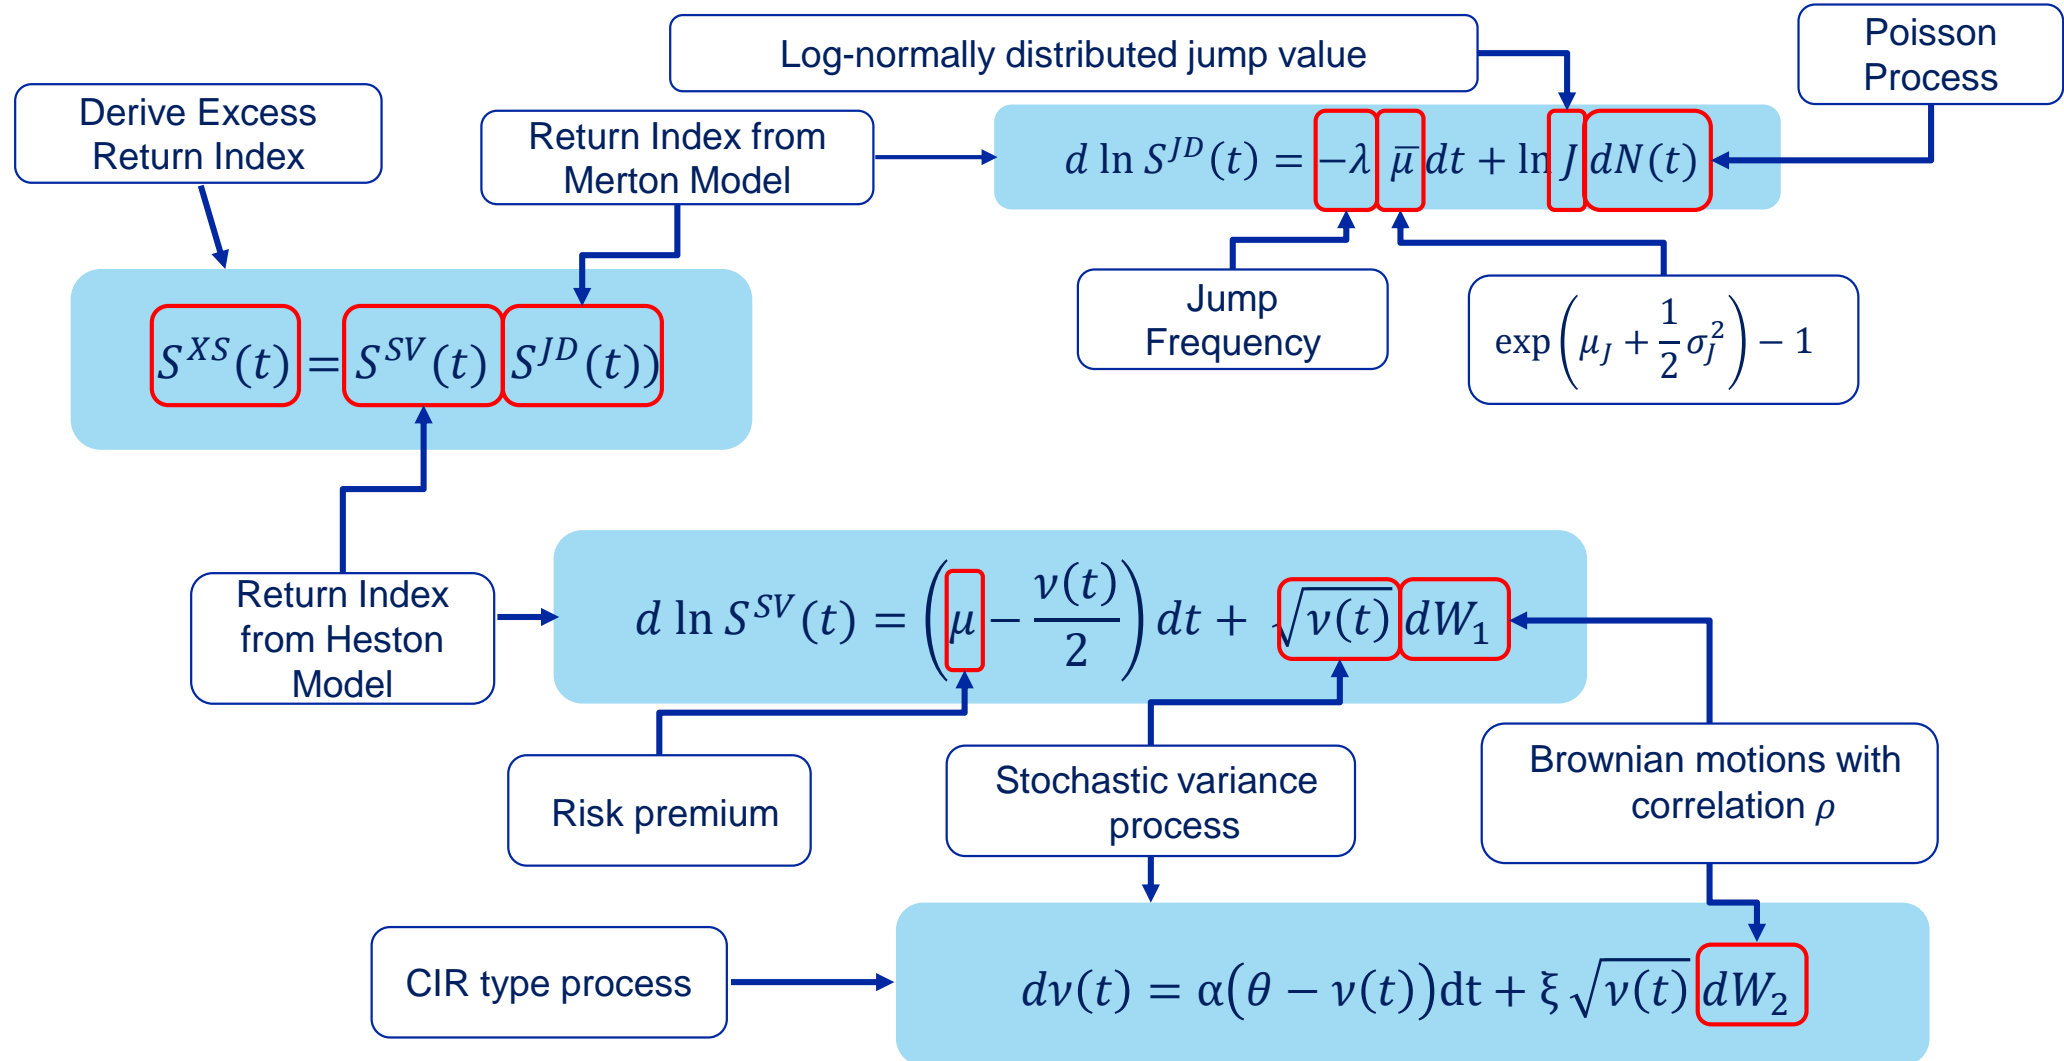 Log-normally distributed jump value
Poisson
Process
Derive Excess
Return Index
Return Index from
Merton Model
d ln S^{JD}(t) = −λ μ̅ dt + ln J dN(t)
Jump
Frequency
exp(μ_J + \frac{1}{2} σ_J^2) − 1
S^{XS}(t) = S^{SV}(t) S^{JD}(t))
Return Index
from Heston
Model
d ln S^{SV}(t) = (μ − \frac{ν(t)}{2}) dt + √ν(t) dW_1
Risk premium
Stochastic variance
process
Brownian motions with
correlation ρ
CIR type process
dν(t) = α(θ − ν(t))dt + ξ √ν(t) dW_2